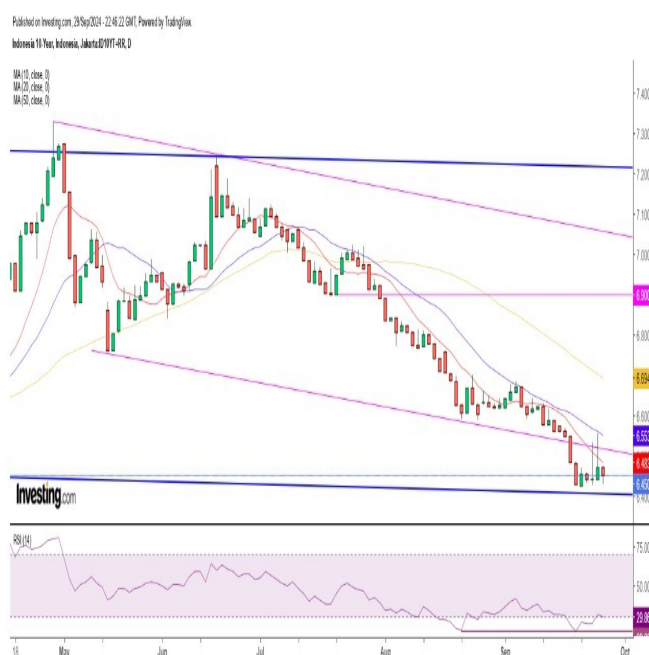 Published on Investing.com, 29/Sep/2024 - 22:46:22 GMT, Powered by TradingView.
Indonesia 10-Year, Indonesia, Jakarta:ID10YT=RR, D
MA (10, close, 0)
MA (20, close, 0)
MA (50, close, 0)
7.400
7.300
7.200
7.100
7.000
6.900
6.800
6.694
6.600
6.553
6.483
6.450
6.400
Investing.com
RSI (14)
75.00
50.00
29.06
18
May
Jun
Jul
Aug
Sep
Oct